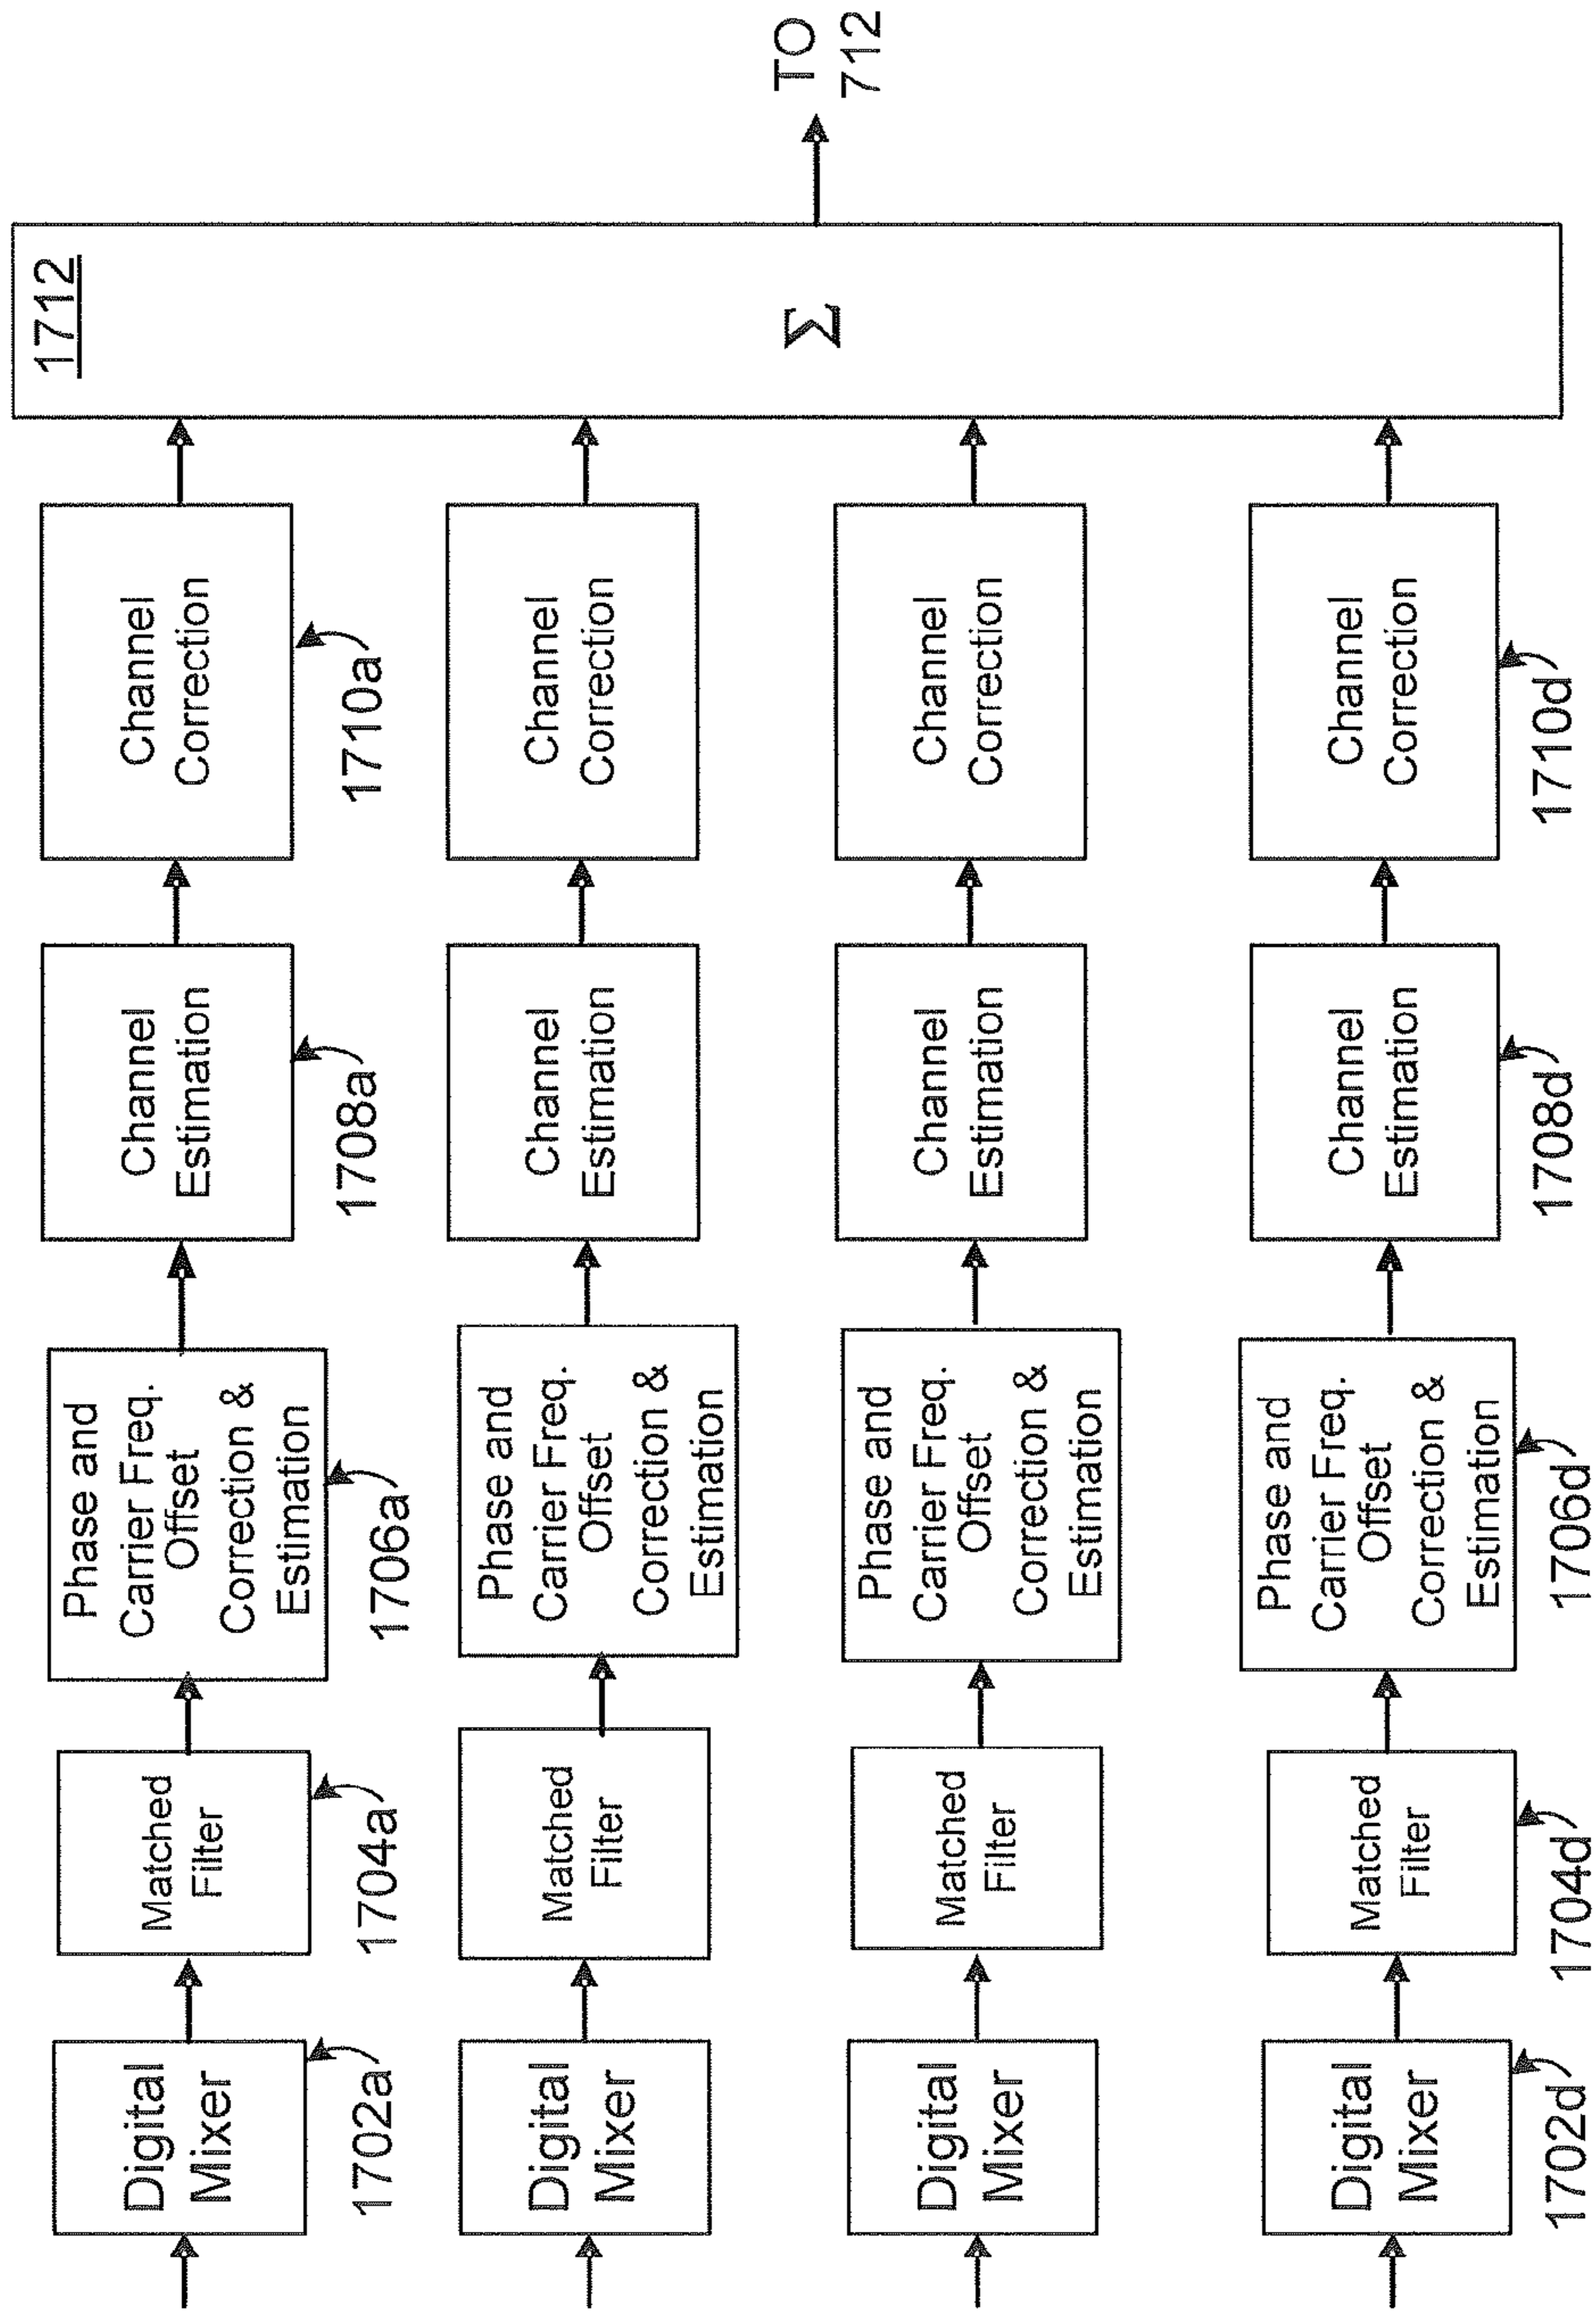 Digital
Mixer
1702a
Matched
Filter
1704a
Phase and
Carrier Freq.
Offset
Correction &
Estimation
1706a
Channel
Estimation
1708a
Channel
Correction
1710a
Digital
Mixer
Matched
Filter
Phase and
Carrier Freq.
Offset
Correction &
Estimation
Channel
Estimation
Channel
Correction
Digital
Mixer
Matched
Filter
Phase and
Carrier Freq.
Offset
Correction &
Estimation
Channel
Estimation
Channel
Correction
Digital
Mixer
1702d
Matched
Filter
1704d
Phase and
Carrier Freq.
Offset
Correction &
Estimation
1706d
Channel
Estimation
1708d
Channel
Correction
1710d
1712
Σ
TO
712